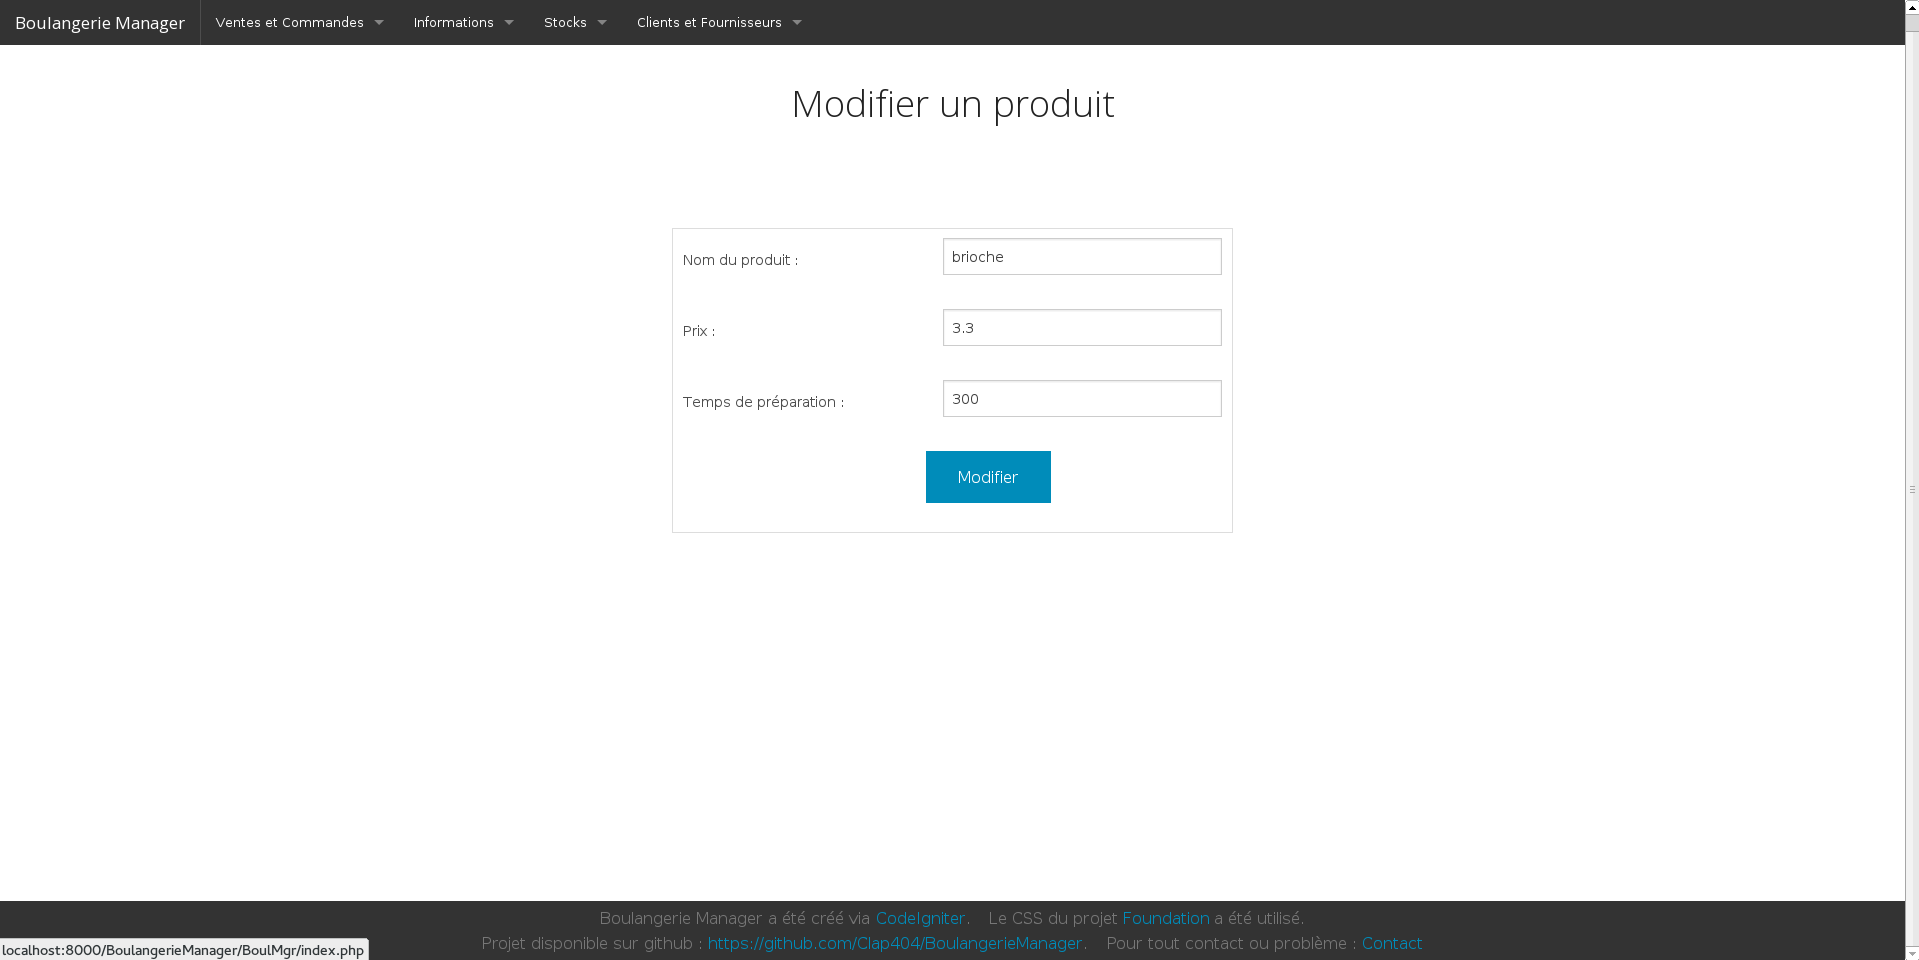 Boulangerie Manager Ventes et Commandes Informations Stocks Clients et Fournisseurs
Modifier un produit
Nom du produit : brioche
Prix : 3.3
Temps de préparation : 300
Modifier
Boulangerie Manager a été créé via CodeIgniter. Le CSS du projet Foundation a été utilisé.
Projet disponible sur github : https://github.com/Clap404/BoulangerieManager. Pour tout contact ou problème : Contact
localhost:8000/BoulangerieManager/BoulMgr/index.php